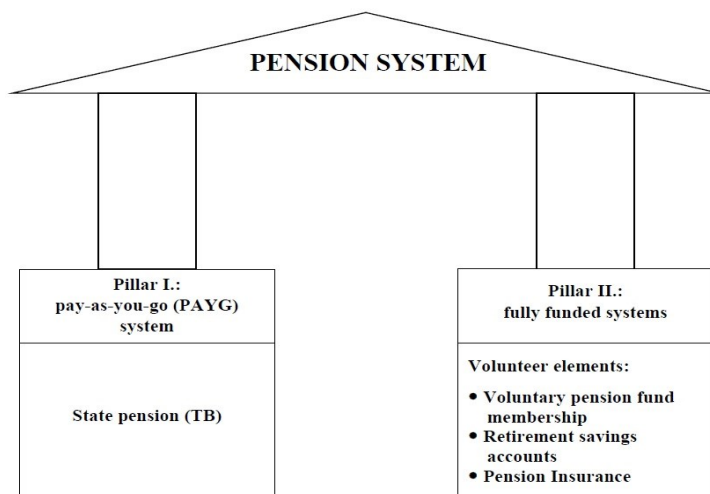 PENSION SYSTEM
Pillar I.:
pay-as-you-go (PAYG)
system
State pension (TB)
Pillar II.:
fully funded systems
Volunteer elements:
• Voluntary pension fund
membership
• Retirement savings
accounts
• Pension Insurance